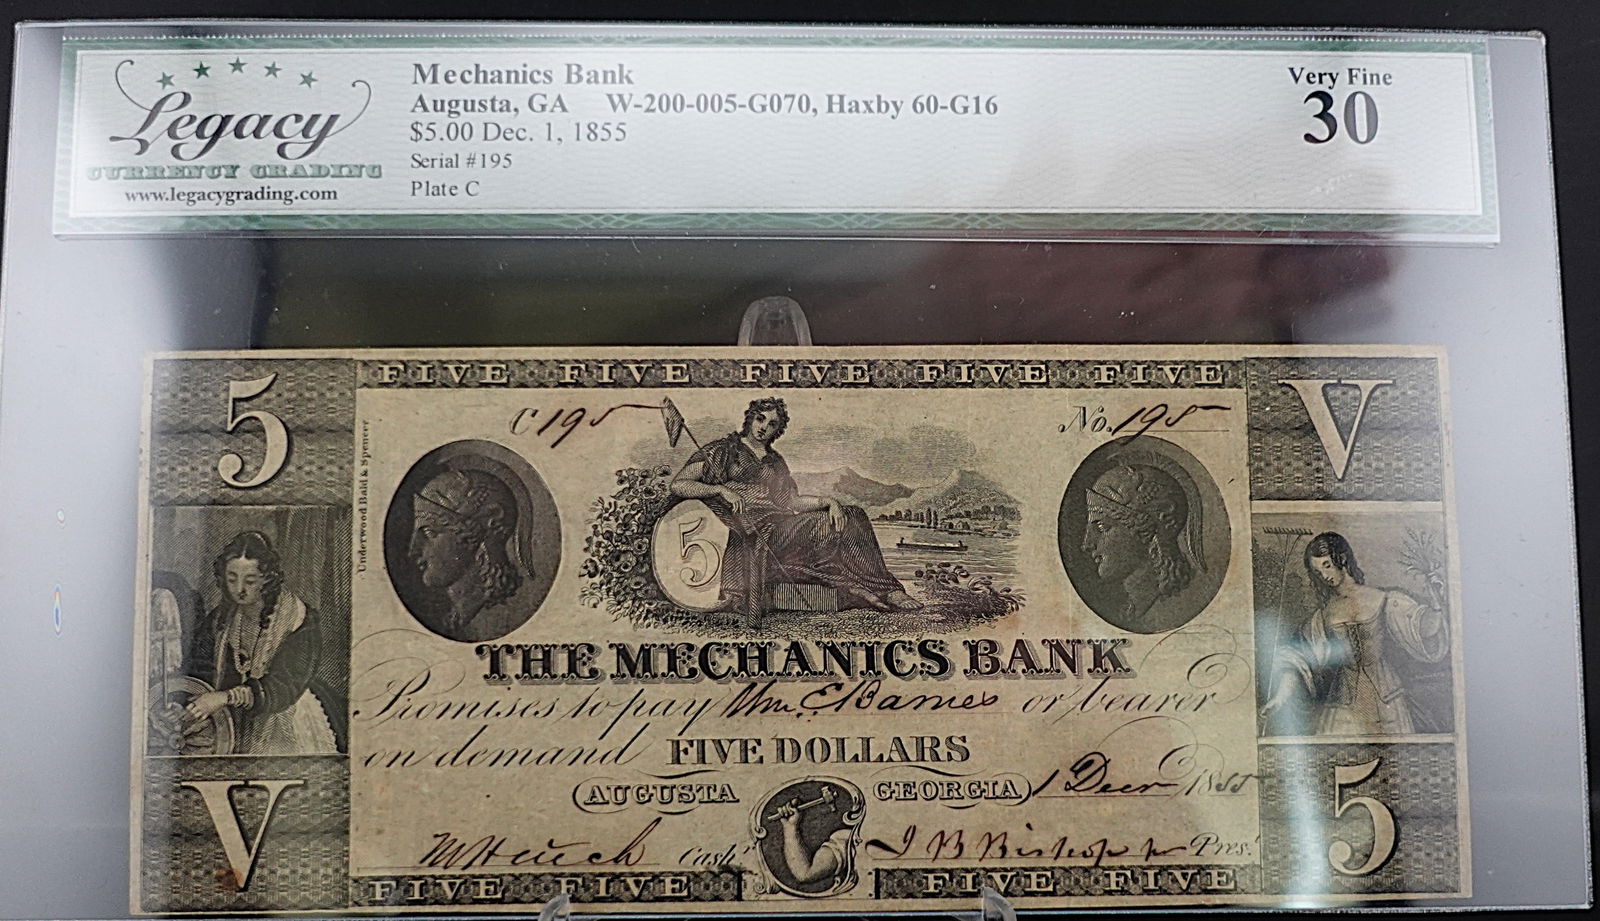 Legacy
CURRENCY GRADING
www.legacygrading.com
Mechanics Bank
Augusta, GA W-200-005-G070, Haxby 60-G16
$5.00 Dec. 1, 1855
Serial #195
Plate C
Very Fine
30
FIVE FIVE FIVE FIVE FIVE
5
V
C 195
No. 195
Underwood Bald & Spencer
5
THE MECHANICS BANK
Promises to pay Wm. E Barnes or bearer
on demand FIVE DOLLARS
AUGUSTA GEORGIA 1 Decr 1855
V
5
Cash.r
J B Bishop Pres.t
FIVE FIVE FIVE FIVE